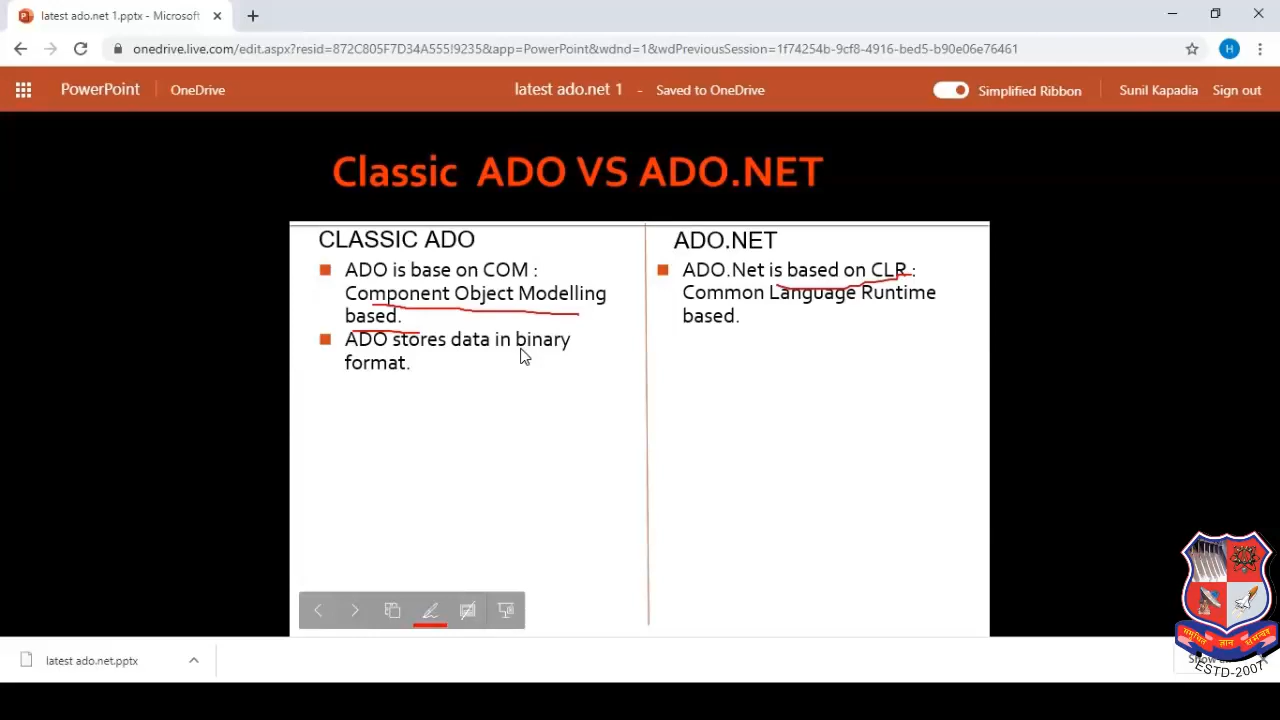 latest ado.net 1.pptx - Microsoft
onedrive.live.com/edit.aspx?resid=872C805F7D34A555!9235&app=PowerPoint&wdnd=1&wdPreviousSession=1f74254b-9cf8-4916-bed5-b90e06e76461
H
PowerPoint
OneDrive
latest ado.net 1 - Saved to OneDrive
Simplified Ribbon
Sunil Kapadia
Sign out
Classic ADO VS ADO.NET
CLASSIC ADO
ADO is base on COM :
Component Object Modelling
based.
ADO stores data in binary
format.
ADO.NET
ADO.Net is based on CLR :
Common Language Runtime
based.
latest ado.net.pptx
ज्ञान
ESTD-2007